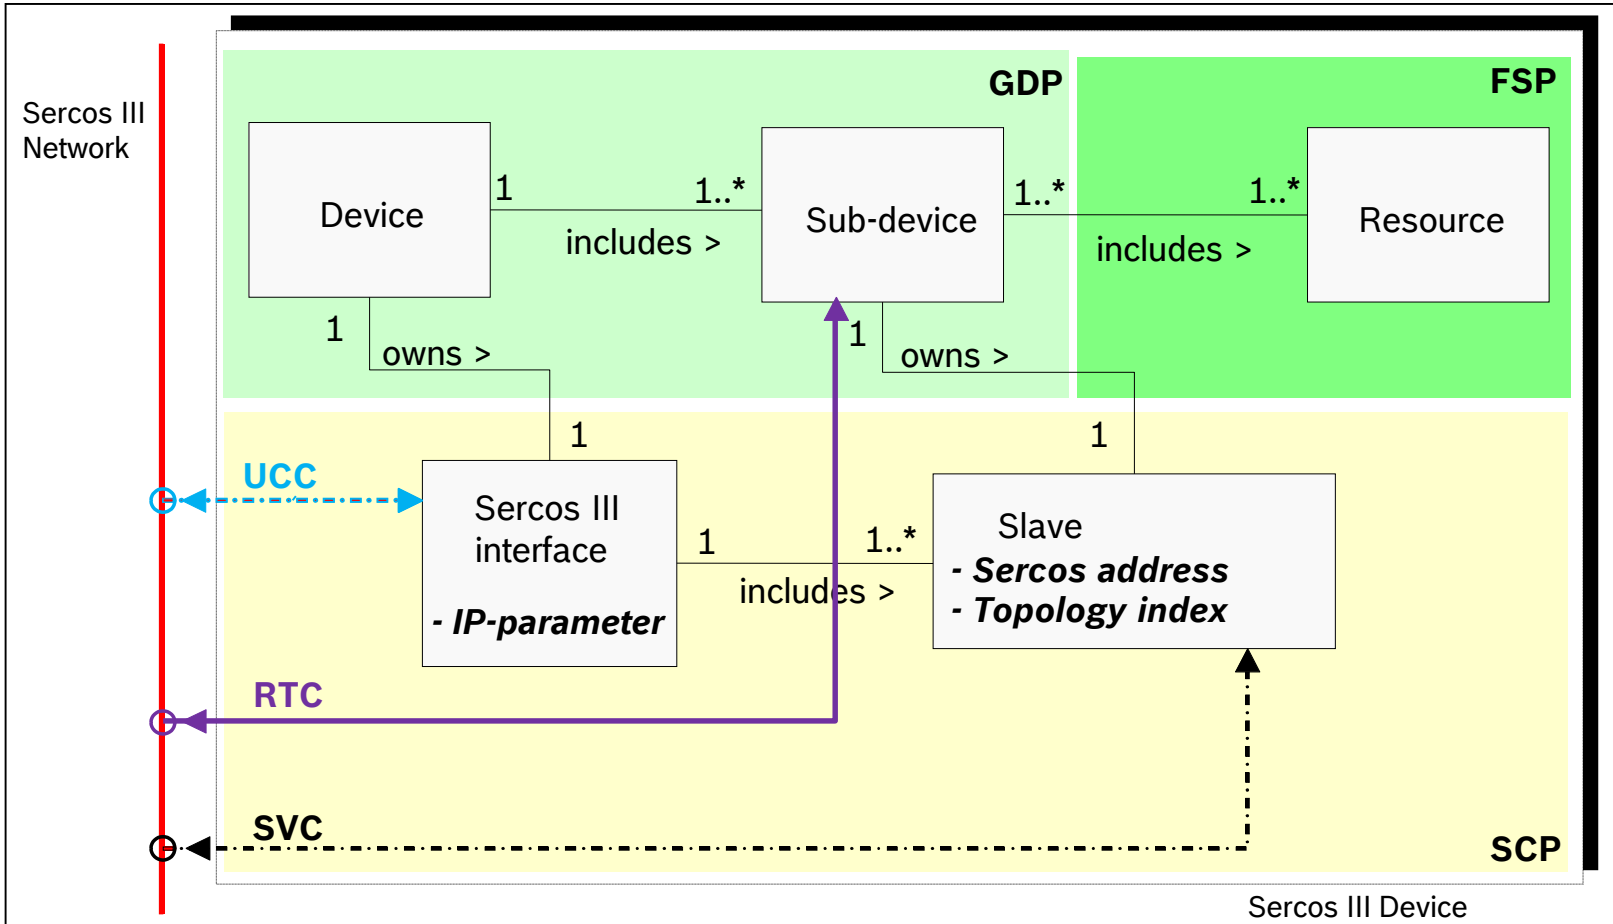 GDP
FSP
Sercos III
Network
Device
1
1..*
includes >
Sub-device
1..*
1..*
includes >
Resource
1
owns >
1
1
owns >
1
UCC
Sercos III
interface
- IP-parameter
1
1..*
includes >
Slave
- Sercos address
- Topology index
RTC
SVC
SCP
Sercos III Device